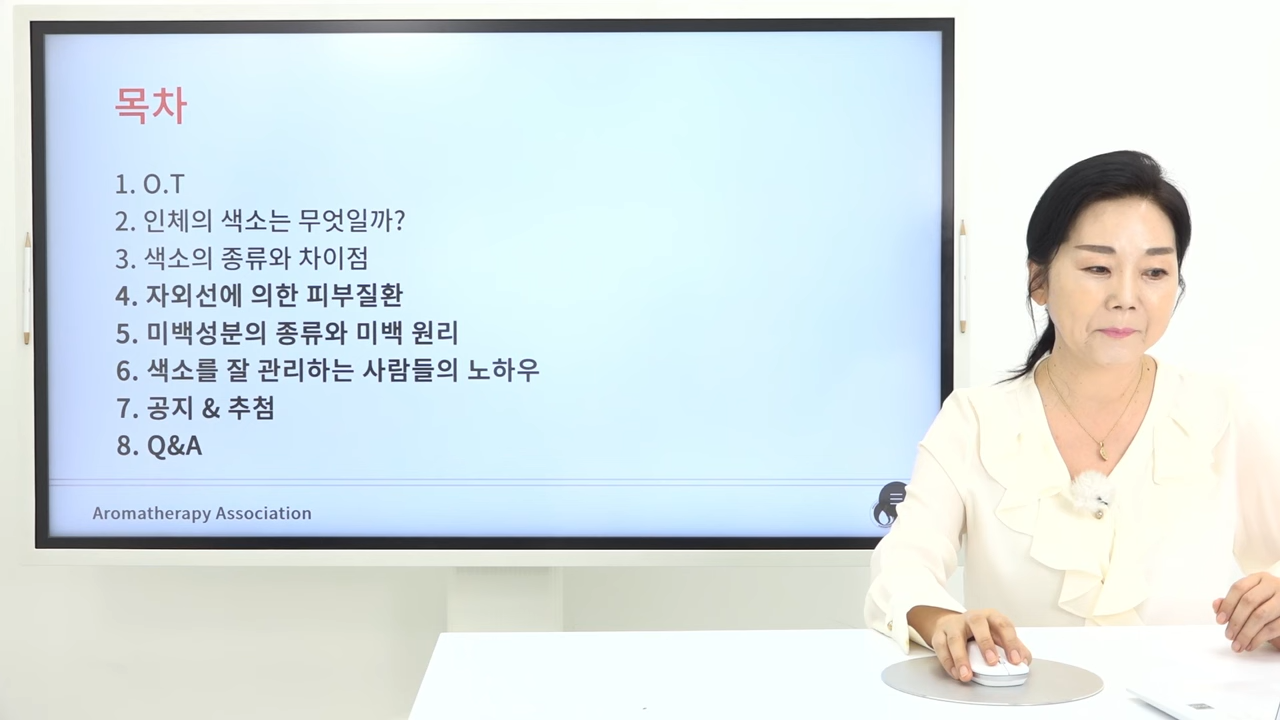 목차
1. O.T
2. 인체의 색소는 무엇일까?
3. 색소의 종류와 차이점
4. 자외선에 의한 피부질환
5. 미백성분의 종류와 미백 원리
6. 색소를 잘 관리하는 사람들의 노하우
7. 공지 & 추첨
8. Q&A
Aromatherapy Association